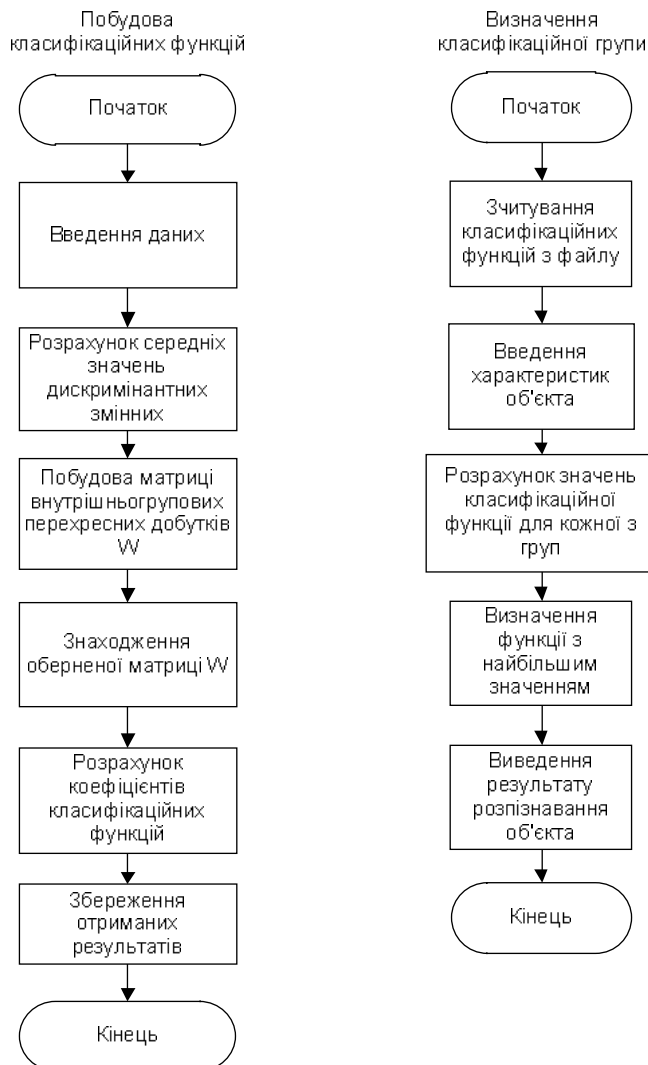 Побудова
класифікаційних функцій
Початок
Введення даних
Розрахунок середніх
значень
дискримінантних
змінних
Побудова матриці
внутрішньогрупових
перехресних добутків
W
Знаходження
оберненої матриці W
Розрахунок
коефіцієнтів
класифікаційних
функцій
Збереження
отриманих
результатів
Кінець
Визначення
класифікаційної групи
Початок
Зчитування
класифікаційних
функцій з файлу
Введення
характеристик
об'єкта
Розрахунок значень
класифікаційної
функції для кожної з
груп
Визначення
функції з
найбільшим
значенням
Виведення
результату
розпізнавання
об'єкта
Кінець